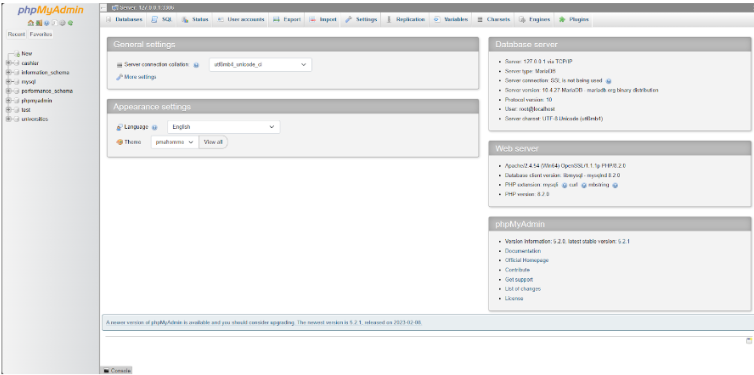 phpMyAdmin
Recent Favorites
New
cashier
information_schema
mysql
performance_schema
phpmyadmin
test
universities
Server: 127.0.0.1
Databases SQL Status User accounts Export Import Settings Replication Variables Charsets Engines Plugins
General settings
Server connection collation: utf8mb4_unicode_ci
More settings
Appearance settings
Language English
Theme pmahomme View all
Database server
Server: 127.0.0.1 via TCP/IP
Server type: MariaDB
Server connection: SSL is not being used
Server version: 10.4.27-MariaDB - mariadb.org binary distribution
Protocol version: 10
User: root@localhost
Server charset: UTF-8 Unicode (utf8mb4)
Web server
Apache/2.4.54 (Win64) OpenSSL/1.1.1p PHP/8.2.0
Database client version: libmysql - mysqlnd 8.2.0
PHP extension: mysqli curl mbstring
PHP version: 8.2.0
phpMyAdmin
Version information: 5.2.0, latest stable version: 5.2.1
Documentation
Official Homepage
Contribute
Get support
List of changes
License
A newer version of phpMyAdmin is available and you should consider upgrading. The newest version is 5.2.1, released on 2023-02-08.
Console